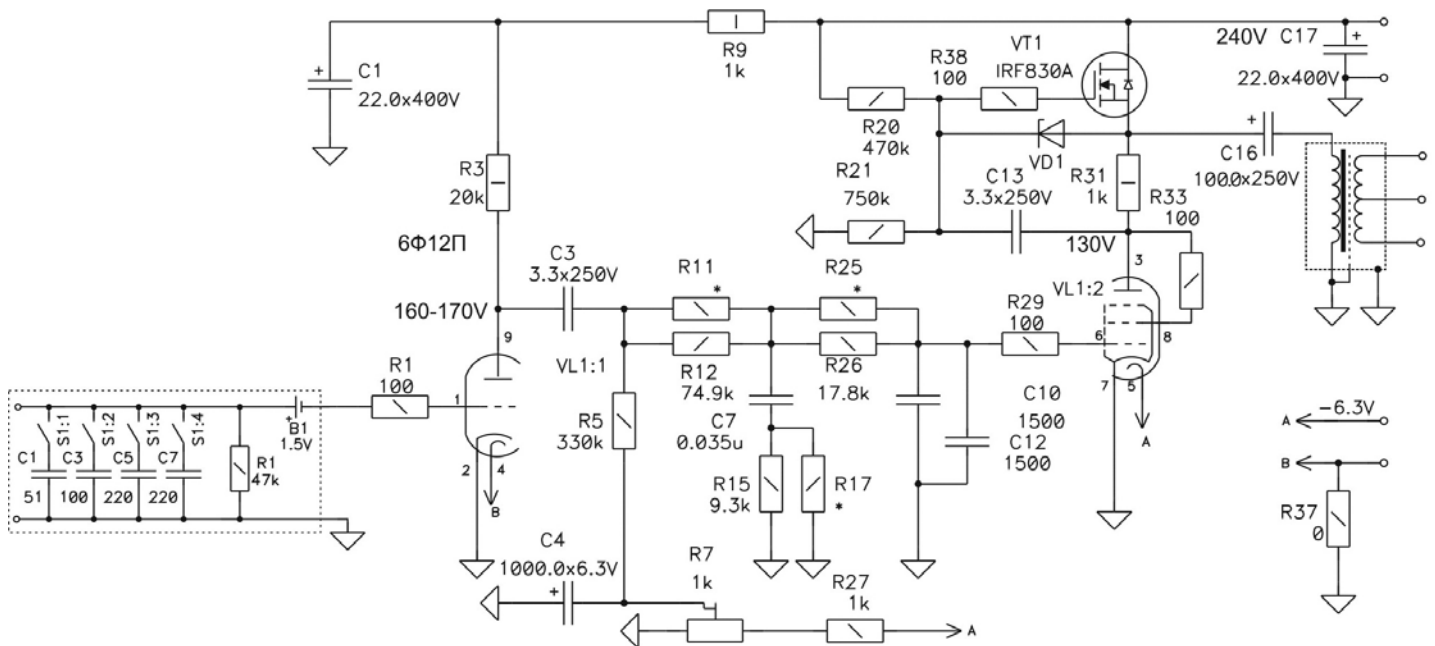 R9
1k
240V
C17
+
22.0x400V
VT1
IRF830A
R38
100
+
C1
22.0x400V
R20
470k
VD1
+
C16
100.0x250V
R3
20k
R21
750k
C13
3.3x250V
R31
1k
R33
100
6Ф12П
C3
3.3x250V
130V
3
R11
*
R25
*
VL1:2
160-170V
9
R29
100
6
8
VL1:1
R1
100
1
R12
74.9k
R26
17.8k
7
5
S1:1
S1:2
S1:3
S1:4
+
B1
1.5V
R5
330k
C7
0.035u
C10
1500
A
-6.3V
C1
C3
C5
C7
R1
47k
2
4
C12
1500
51
100
220
220
B
R15
9.3k
R17
*
A
B
R37
0
C4
1000.0x6.3V
+
R7
1k
R27
1k
A